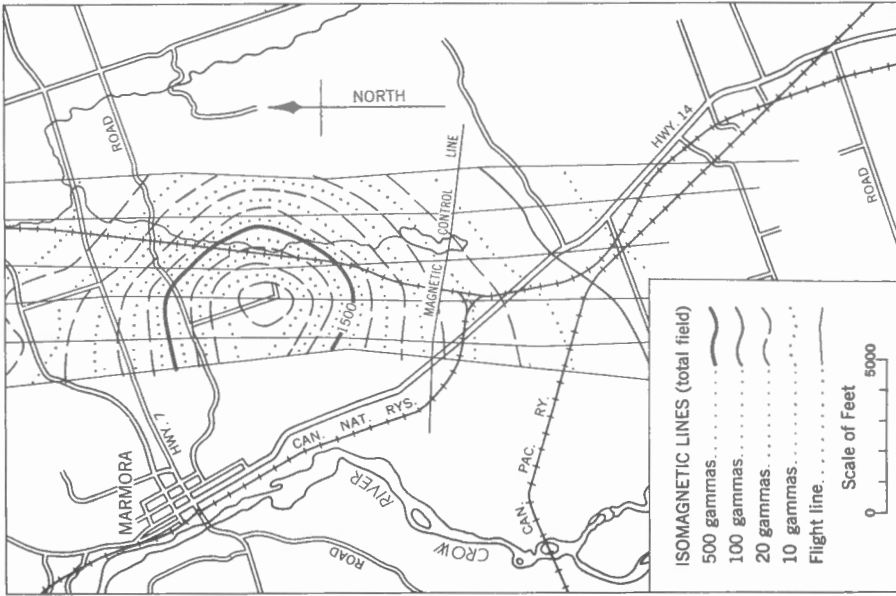 ROAD
NORTH
MARMORA
HWY. 7
1500
MAGNETIC CONTROL LINE
HWY. 14
CAN. NAT. RYS.
CROW RIVER
ROAD
CAN. PAC. RY.
ROAD
ISOMAGNETIC LINES (total field)
500 gammas
100 gammas
20 gammas
10 gammas
Flight line
Scale of Feet
0 5000